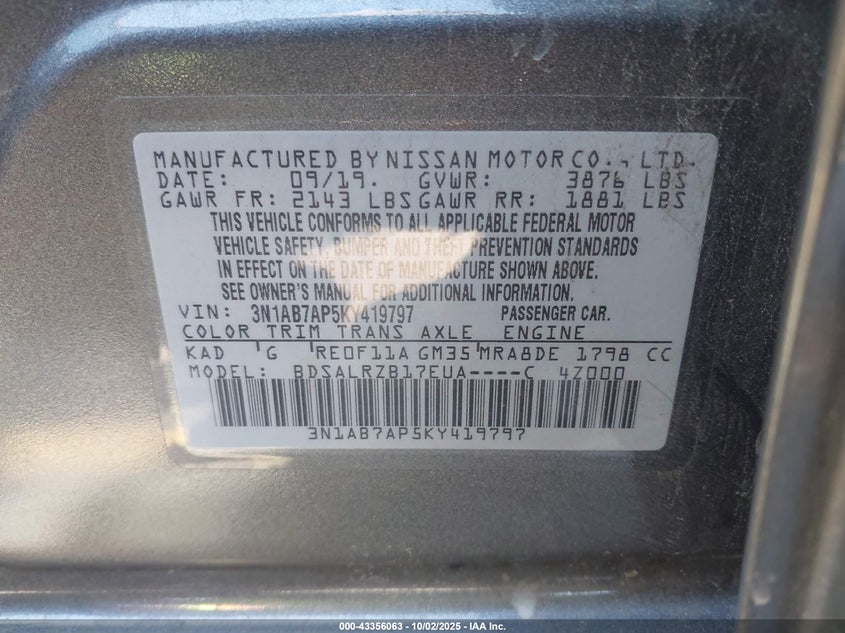 MANUFACTURED BY NISSAN MOTOR CO., LTD.
DATE: 09/19. GVWR: 3876 LBS
GAWR FR: 2143 LBS GAWR RR: 1881 LBS
THIS VEHICLE CONFORMS TO ALL APPLICABLE FEDERAL MOTOR
VEHICLE SAFETY, BUMPER AND THEFT PREVENTION STANDARDS
IN EFFECT ON THE DATE OF MANUFACTURE SHOWN ABOVE.
SEE OWNER'S MANUAL FOR ADDITIONAL INFORMATION.
VIN: 3N1AB7AP5KY419797 PASSENGER CAR.
COLOR TRIM TRANS AXLE ENGINE
KAD G RE0F11A GM35 MRA8DE 1798 CC
MODEL: BDSALRZB17EUA----C 4Z000
3N1AB7AP5KY419797
000-43356063 - 10/02/2025 - IAA Inc.